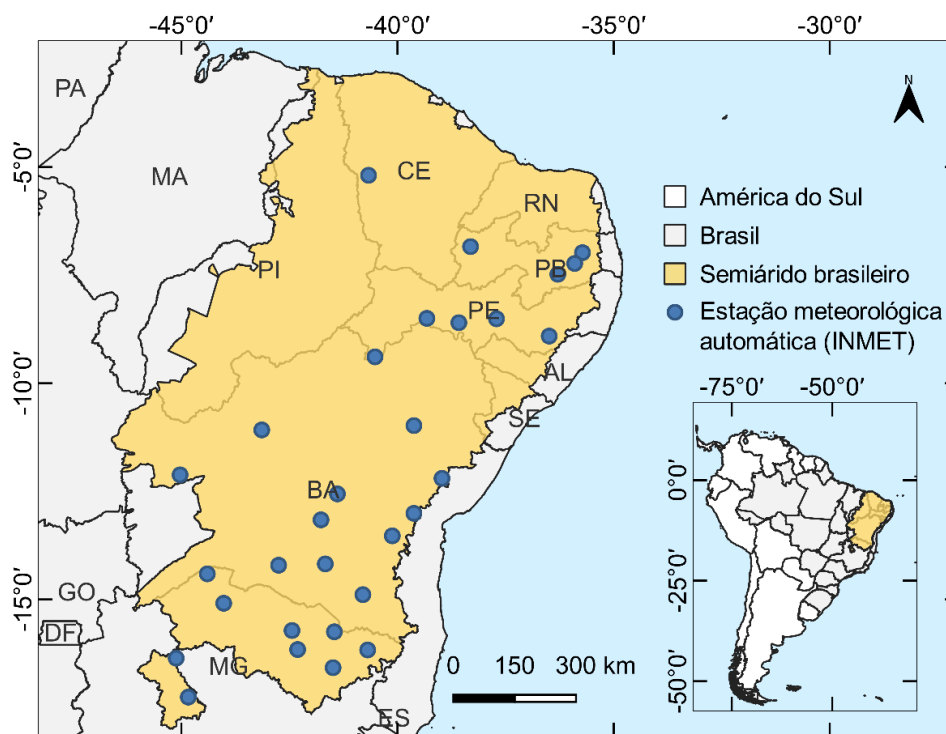 -45°0' -40°0' -35°0' -30°0'
-5°0'
-10°0'
-15°0'
PA
MA
CE
RN
PI
PB
PE
AL
SE
BA
GO
DF
MG
ES
N
América do Sul
Brasil
Semiárido brasileiro
Estação meteorológica
automática (INMET)
-75°0' -50°0'
0°0'
-25°0'
-50°0'
0 150 300 km